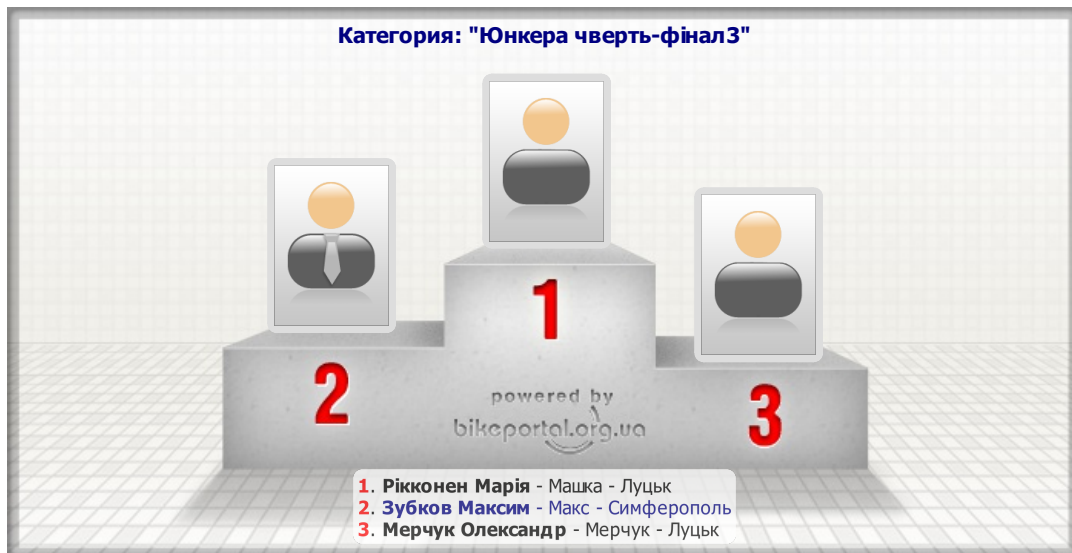 Категория: "Юнкера чверть-фінал3"
1
2
3
powered by
bikeportal.org.ua
1. Рікконен Марія - Машка - Луцьк
2. Зубков Максим - Макс - Симферополь
3. Мерчук Олександр - Мерчук - Луцьк